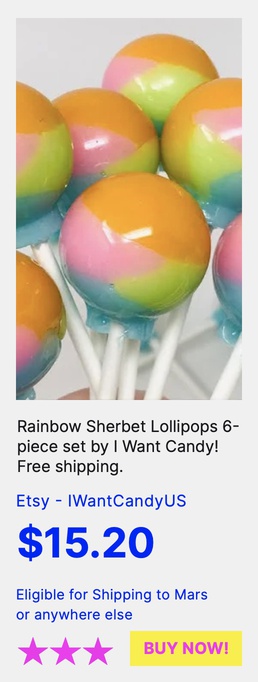 Rainbow Sherbet Lollipops 6-
piece set by I Want Candy!
Free shipping.
Etsy - IWantCandyUS
$15.20
Eligible for Shipping to Mars
or anywhere else
BUY NOW!